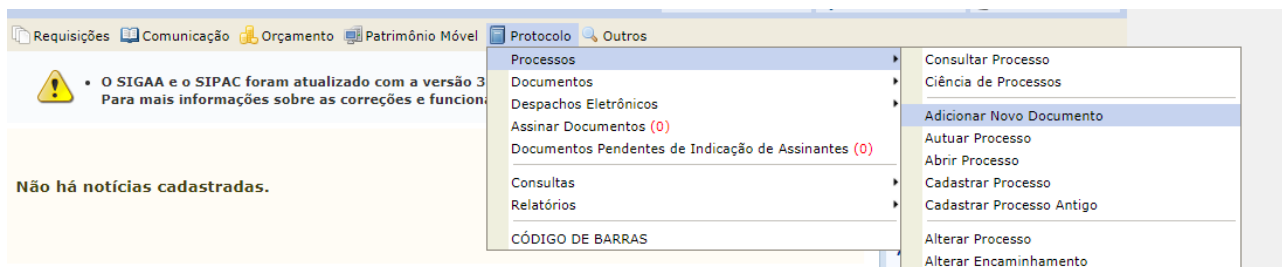 Requisições Comunicação Orçamento Patrimônio Móvel Protocolo Outros
• O SIGAA e o SIPAC foram atualizado com a versão 3
Para mais informações sobre as correções e funcion
Não há notícias cadastradas.
Processos
Documentos
Despachos Eletrônicos
Assinar Documentos (0)
Documentos Pendentes de Indicação de Assinantes (0)
Consultas
Relatórios
CÓDIGO DE BARRAS
Consultar Processo
Ciência de Processos
Adicionar Novo Documento
Autuar Processo
Abrir Processo
Cadastrar Processo
Cadastrar Processo Antigo
Alterar Processo
Alterar Encaminhamento